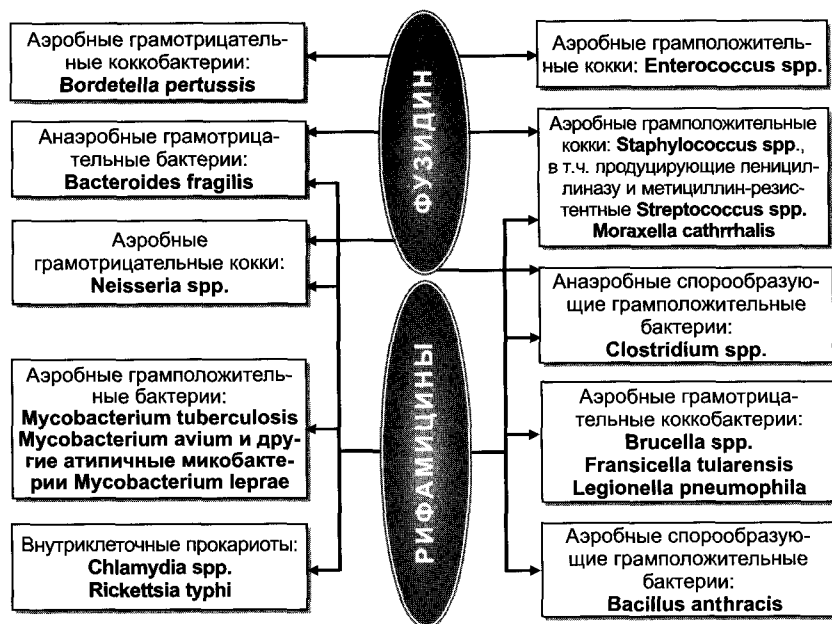 Аэробные грамотрицатель-
ные коккобактерии:
Bordetella pertussis
Анаэробные грамотрица-
тельные бактерии:
Bacteroides fragilis
Аэробные
грамотрицательные кокки:
Neisseria spp.
Аэробные грамположитель-
ные бактерии:
Mycobacterium tuberculosis
Mycobacterium avium и дру-
гие атипичные микобакте-
рии Mycobacterium leprae
Внутриклеточные прокариоты:
Chlamydia spp.
Rickettsia typhi
ФУЗИДИН
РИФАМИЦИНЫ
Аэробные грамположитель-
ные кокки: Enterococcus spp.
Аэробные грамположительные
кокки: Staphylococcus spp.,
в т.ч. продуцирующие пеницил-
линазу и метициллин-резис-
тентные Streptococcus spp.
Moraxella cathrrhalis
Анаэробные спорообразую-
щие грамположительные
бактерии:
Clostridium spp.
Аэробные грамотрица-
тельные коккобактерии:
Brucella spp.
Fransicella tularensis
Legionella pneumophila
Аэробные спорообразую-
щие грамположительные
бактерии:
Bacillus anthracis